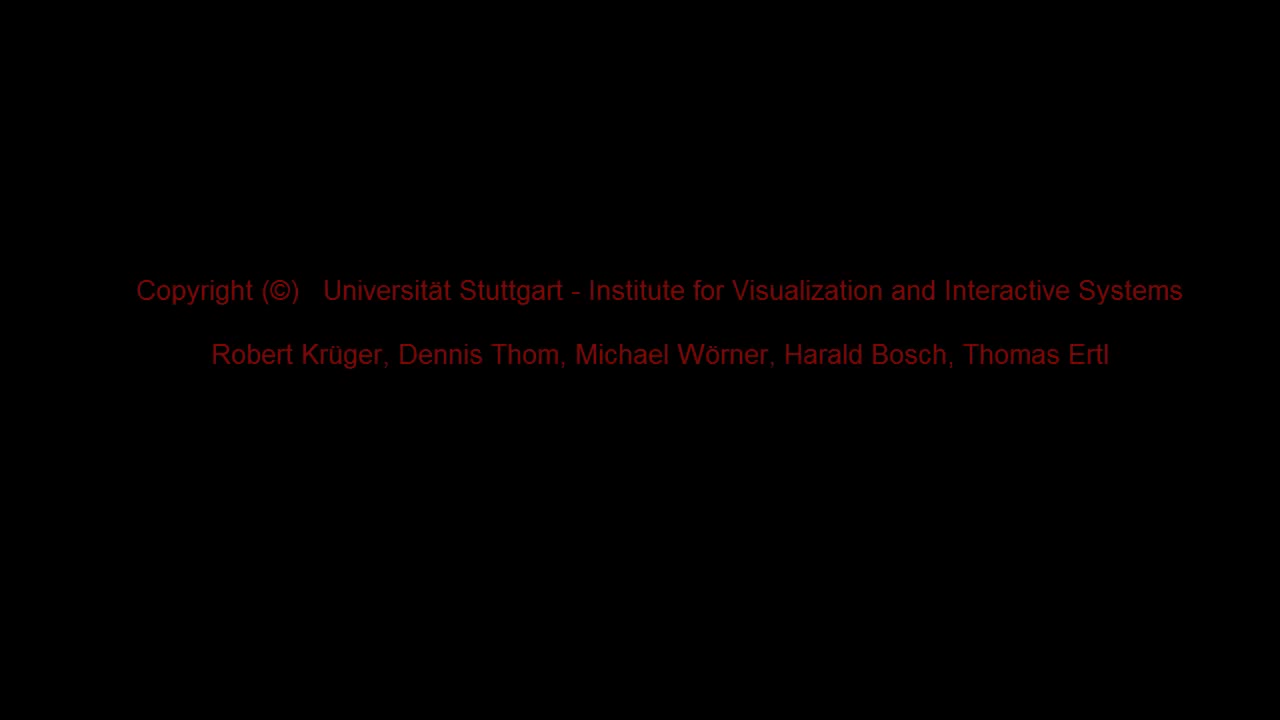 Copyright (©) Universität Stuttgart - Institute for Visualization and Interactive Systems
Robert Krüger, Dennis Thom, Michael Wörner, Harald Bosch, Thomas Ertl